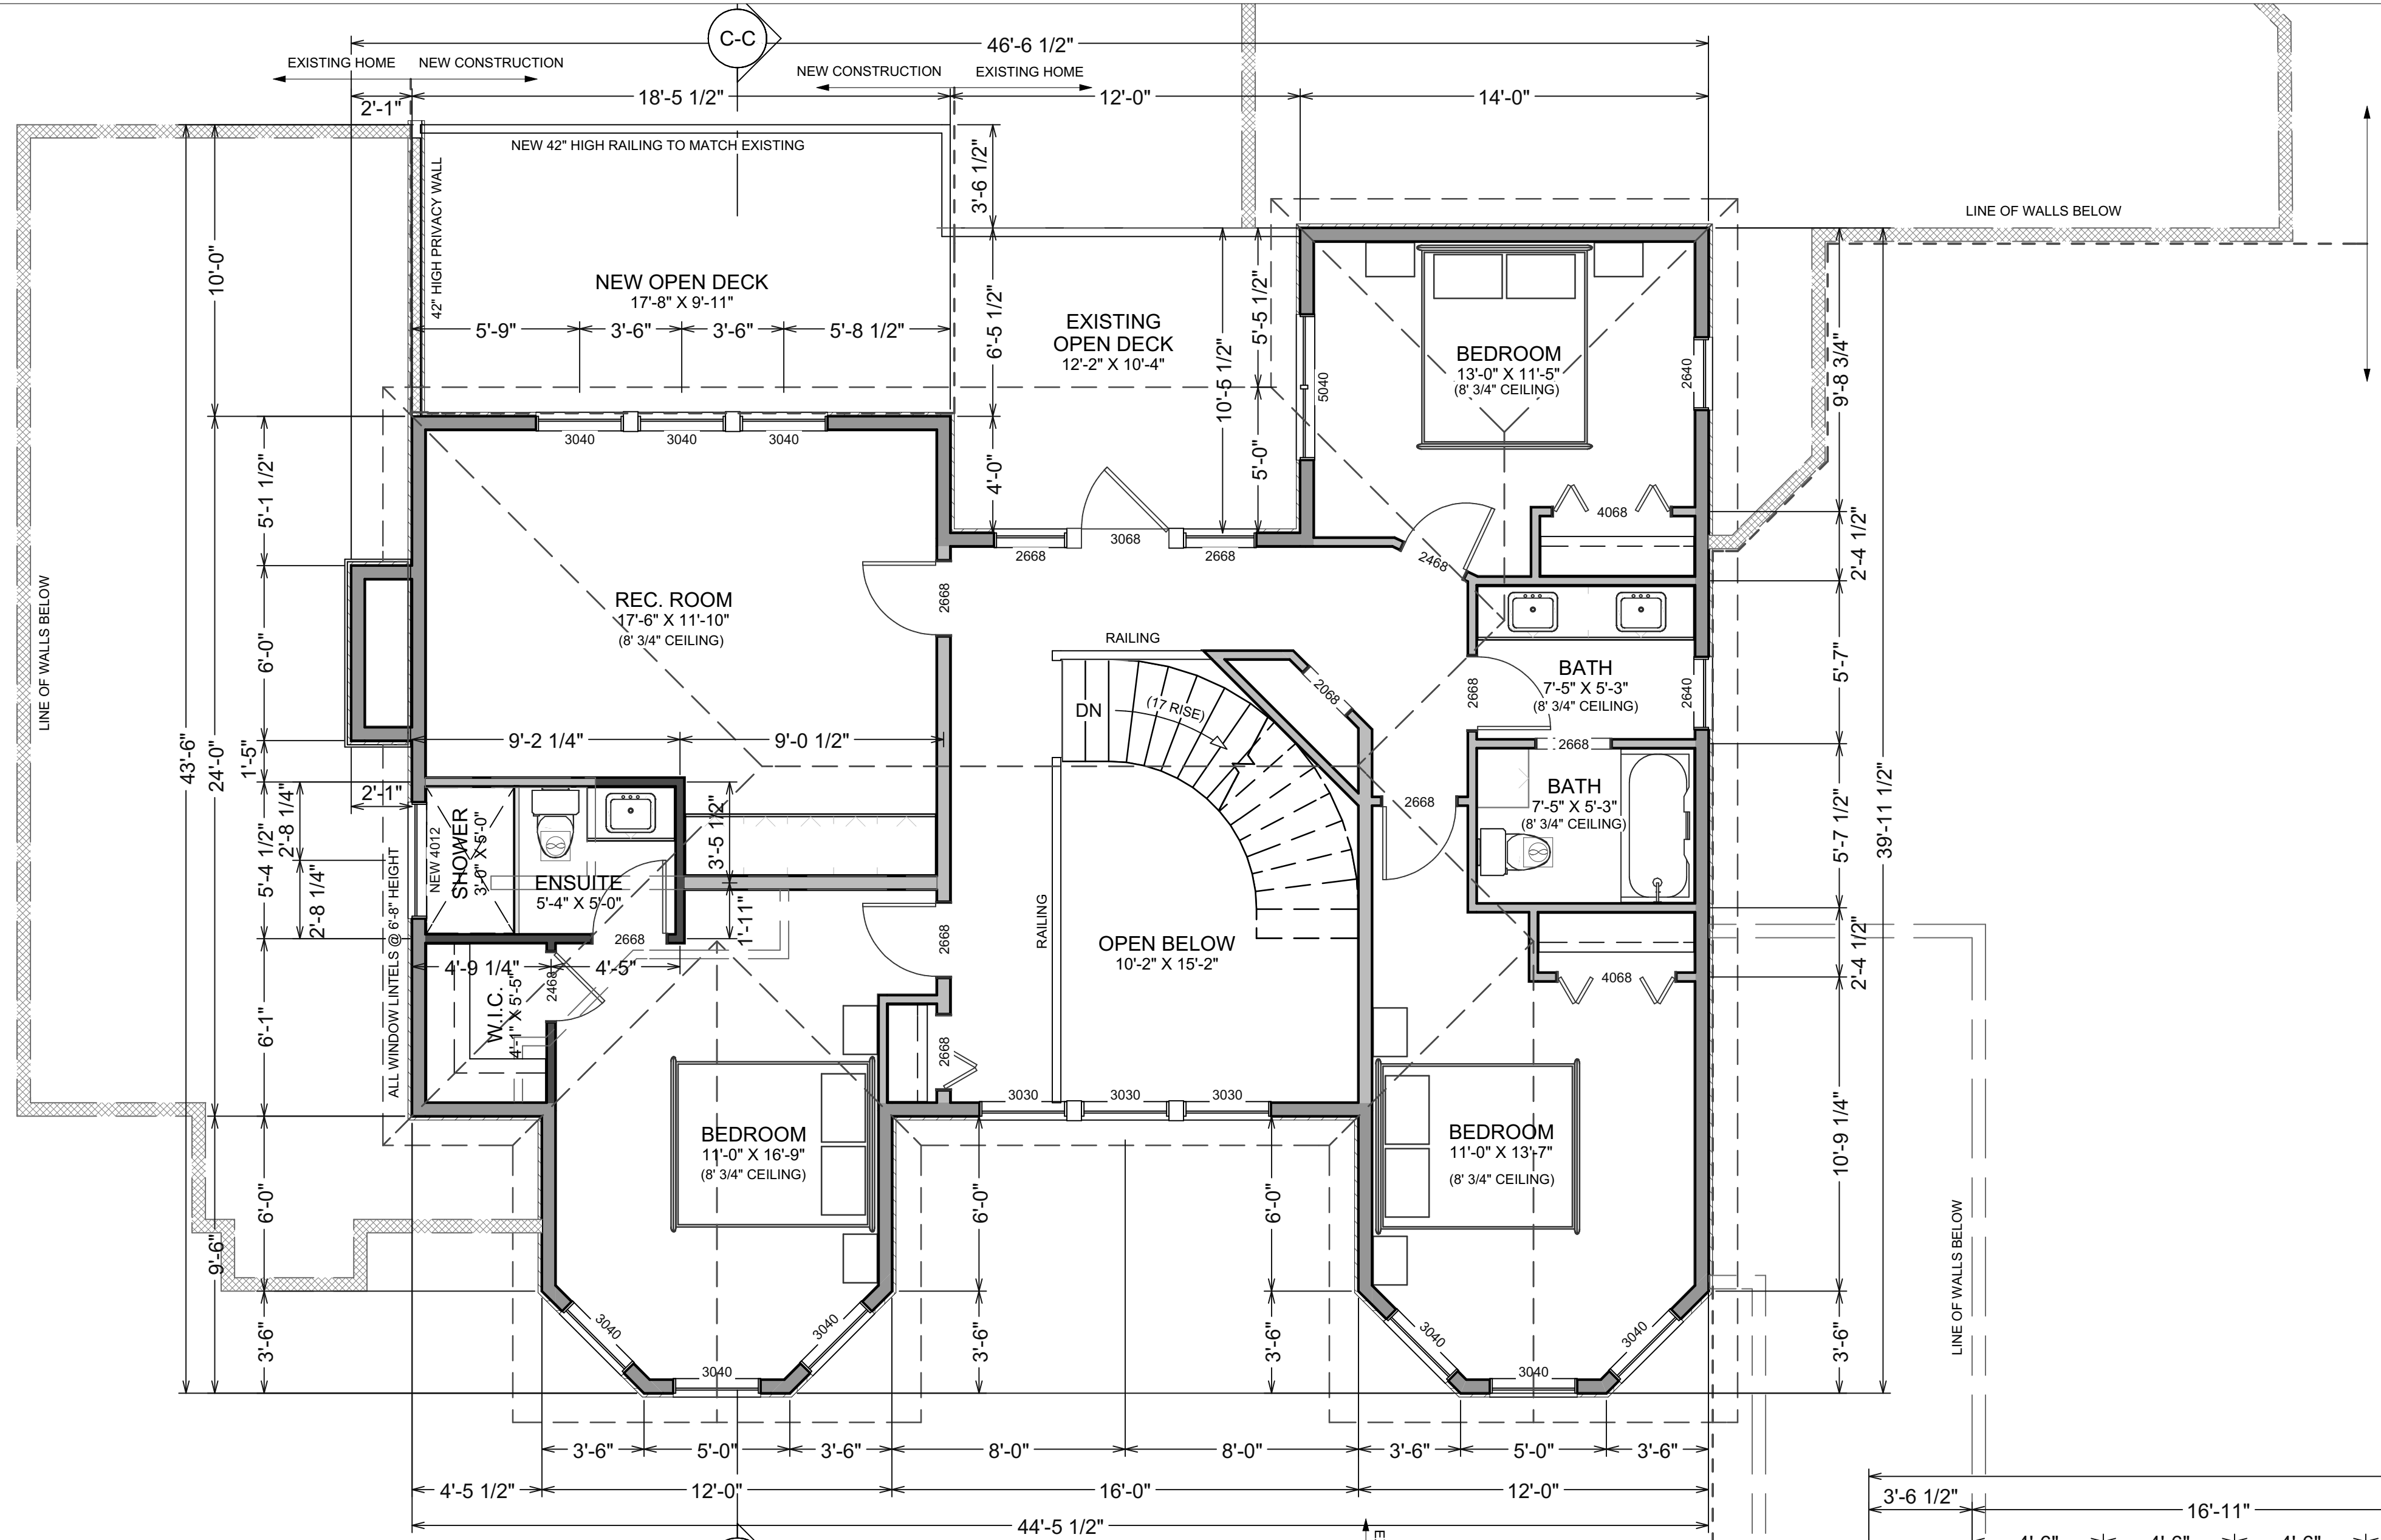 C-C
46'-6 1/2"
EXISTING HOME
NEW CONSTRUCTION
NEW CONSTRUCTION
EXISTING HOME
2'-1"
18'-5 1/2"
12'-0"
14'-0"
NEW 42" HIGH RAILING TO MATCH EXISTING
42" HIGH PRIVACY WALL
3'-6 1/2"
LINE OF WALLS BELOW
10'-0"
NEW OPEN DECK
17'-8" X 9'-11"
5'-9"
3'-6"
3'-6"
5'-8 1/2"
6'-5 1/2"
EXISTING
OPEN DECK
12'-2" X 10'-4"
10'-5 1/2"
5'-5 1/2"
5'-0"
4'-0"
5040
BEDROOM
13'-0" X 11'-5"
(8' 3/4" CEILING)
2640
9'-8 3/4"
3040
3040
3040
5'-1 1/2"
4068
2668
3068
2668
2468
2'-4 1/2"
LINE OF WALLS BELOW
6'-0"
REC. ROOM
17'-6" X 11'-10"
(8' 3/4" CEILING)
2668
RAILING
DN
(17 RISE)
2068
2668
BATH
7'-5" X 5'-3"
(8' 3/4" CEILING)
2640
5'-7"
43'-6"
24'-0"
1'-5"
2'-1"
9'-2 1/4"
9'-0 1/2"
2668
BATH
7'-5" X 5'-3"
(8' 3/4" CEILING)
2668
5'-7 1/2"
39'-11 1/2"
5'-4 1/2"
2'-8 1/4"
2'-8 1/4"
NEW 4012
SHOWER
3'-0" X 5'-0"
ENSUITE
5'-4" X 5'-0"
3'-5 1/2"
1'-11"
2668
2668
ALL WINDOW LINTELS @ 6'-8" HEIGHT
RAILING
OPEN BELOW
10'-2" X 15'-2"
4068
2'-4 1/2"
4'-9 1/4"
4'-5"
W.I.C.
4'-1" X 5'-5"
2468
6'-1"
2668
3030
3030
3030
BEDROOM
11'-0" X 16'-9"
(8' 3/4" CEILING)
BEDROOM
11'-0" X 13'-7"
(8' 3/4" CEILING)
10'-9 1/4"
LINE OF WALLS BELOW
9'-6"
6'-0"
6'-0"
6'-0"
3'-6"
3040
3040
3040
3'-6"
3'-6"
3040
3040
3040
3'-6"
3'-6"
5'-0"
3'-6"
8'-0"
8'-0"
3'-6"
5'-0"
3'-6"
4'-5 1/2"
12'-0"
16'-0"
12'-0"
44'-5 1/2"
3'-6 1/2"
16'-11"